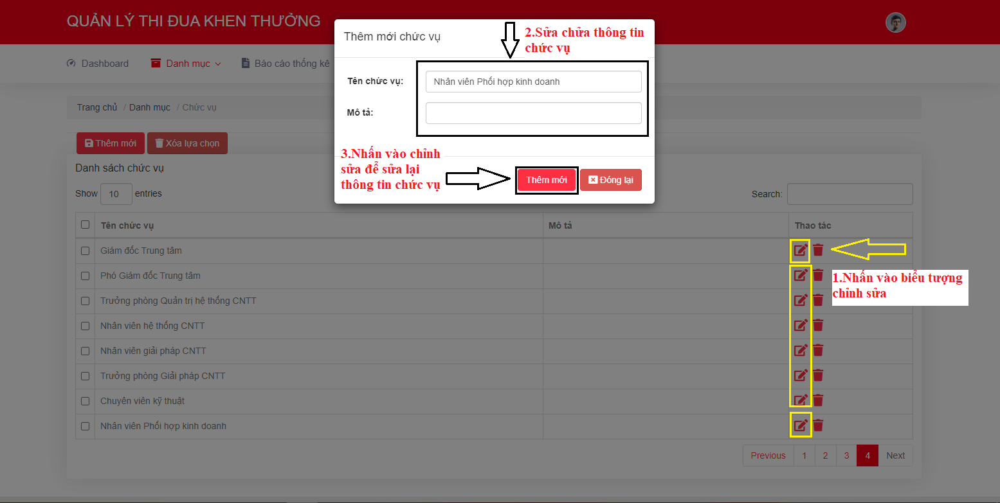 QUẢN LÝ THI ĐUA KHEN THƯỞNG
Thêm mới chức vụ
2.Sửa chửa thông tin
chức vụ
Dashboard
Danh mục
Báo cáo thống kê
Tên chức vụ:
Nhân viên Phối hợp kinh doanh
Mô tả:
Trang chủ / Danh mục / Chức vụ
Thêm mới
Xóa lựa chọn
3.Nhấn vào chỉnh
sửa để sửa lại
thông tin chức vụ
Thêm mới
Đóng lại
Danh sách chức vụ
Show 10 entries
Search:
Tên chức vụ
Mô tả
Thao tác
Giám đốc Trung tâm
Phó Giám đốc Trung tâm
1.Nhấn vào biểu tượng
chỉnh sửa
Trưởng phòng Quản trị hệ thống CNTT
Nhân viên hệ thống CNTT
Nhân viên giải pháp CNTT
Trưởng phòng Giải pháp CNTT
Chuyên viên kỹ thuật
Nhân viên Phối hợp kinh doanh
Previous 1 2 3 4 Next